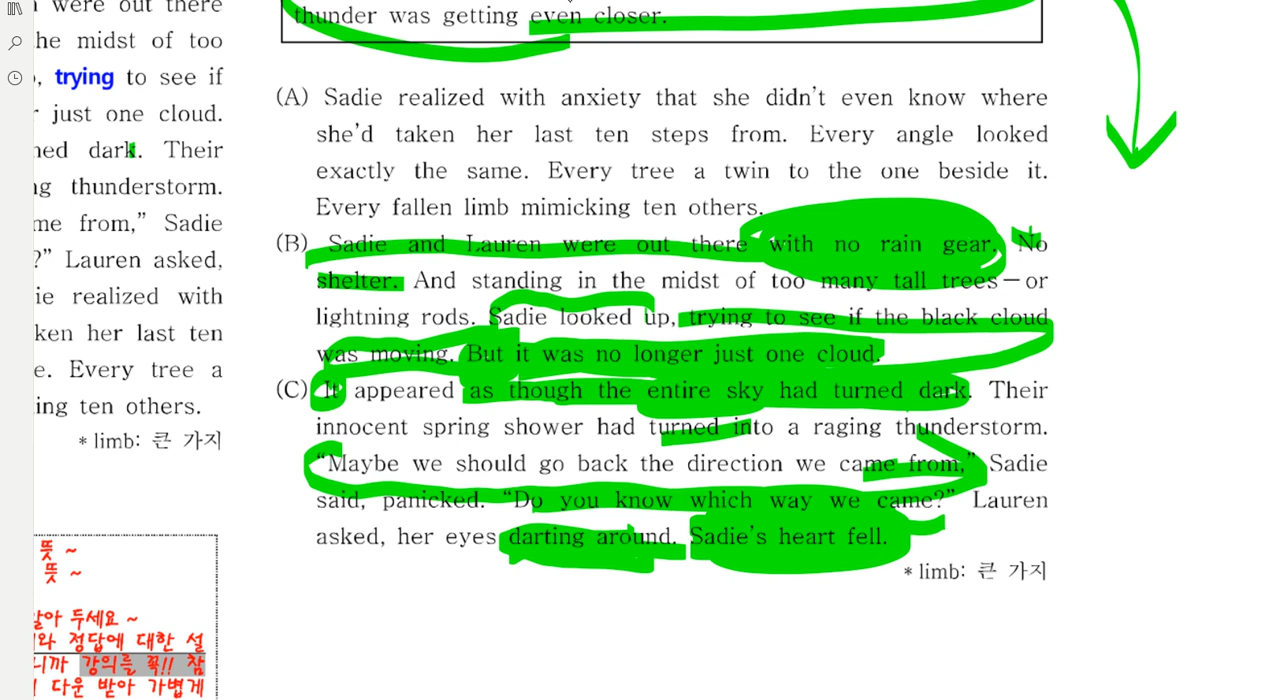 were out there
the midst of too
trying to see if
just one cloud.
dark. Their
thunderstorm.
me from,” Sadie
?” Lauren asked,
ie realized with
ken her last ten
e. Every tree a
ing ten others.
* limb: 큰 가지
뜻 ~
뜻 ~
알아 두세요 ~
와 정답에 대한 설
니까 강의를 꼭!! 참
다운 받아 가볍게
thunder was getting even closer.
(A) Sadie realized with anxiety that she didn’t even know where
she’d taken her last ten steps from. Every angle looked
exactly the same. Every tree a twin to the one beside it.
Every fallen limb mimicking ten others.
(B) Sadie and Lauren were out there with no rain gear. No
shelter. And standing in the midst of too many tall trees—or
lightning rods. Sadie looked up, trying to see if the black cloud
was moving. But it was no longer just one cloud.
(C) It appeared as though the entire sky had turned dark. Their
innocent spring shower had turned into a raging thunderstorm.
“Maybe we should go back the direction we came from,” Sadie
said, panicked. “Do you know which way we came?” Lauren
asked, her eyes darting around. Sadie’s heart fell.
* limb: 큰 가지